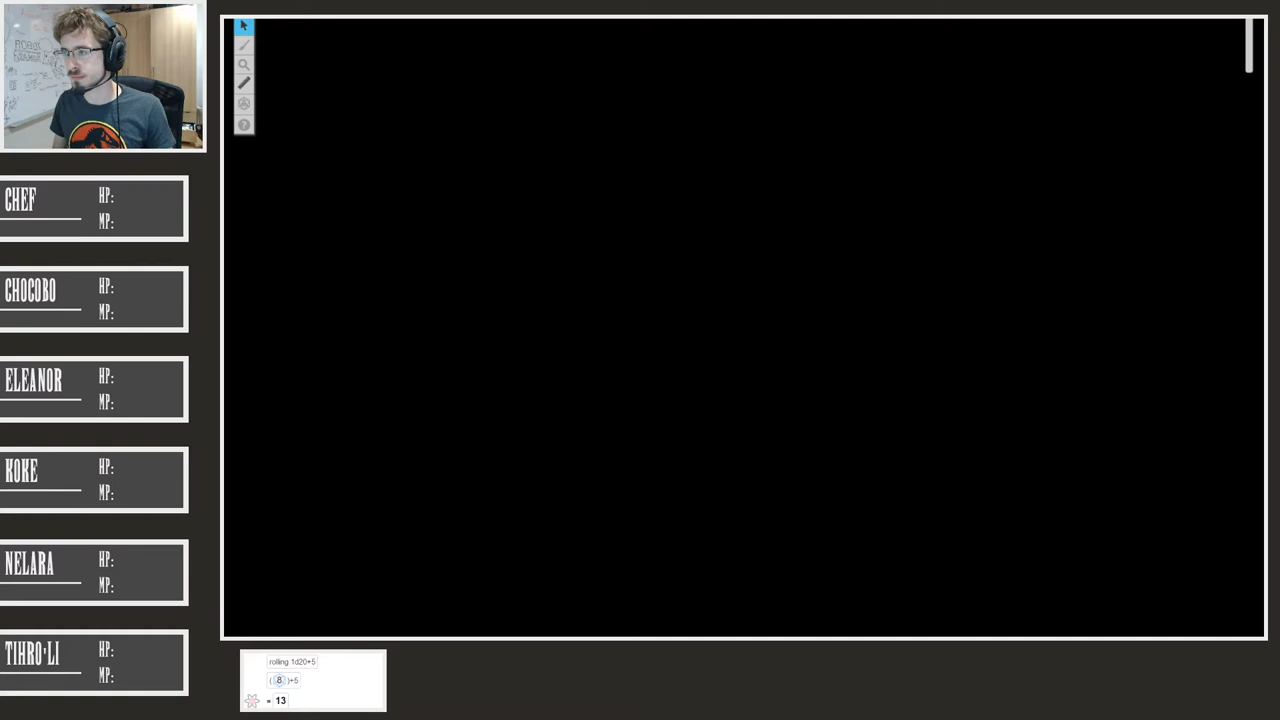 CHEF
HP:
MP:
CHOCOBO
HP:
MP:
ELEANOR
HP:
MP:
KOKE
HP:
MP:
NELARA
HP:
MP:
TIHRO'LI
HP:
MP:
rolling 1d20+5
(8)+5
= 13